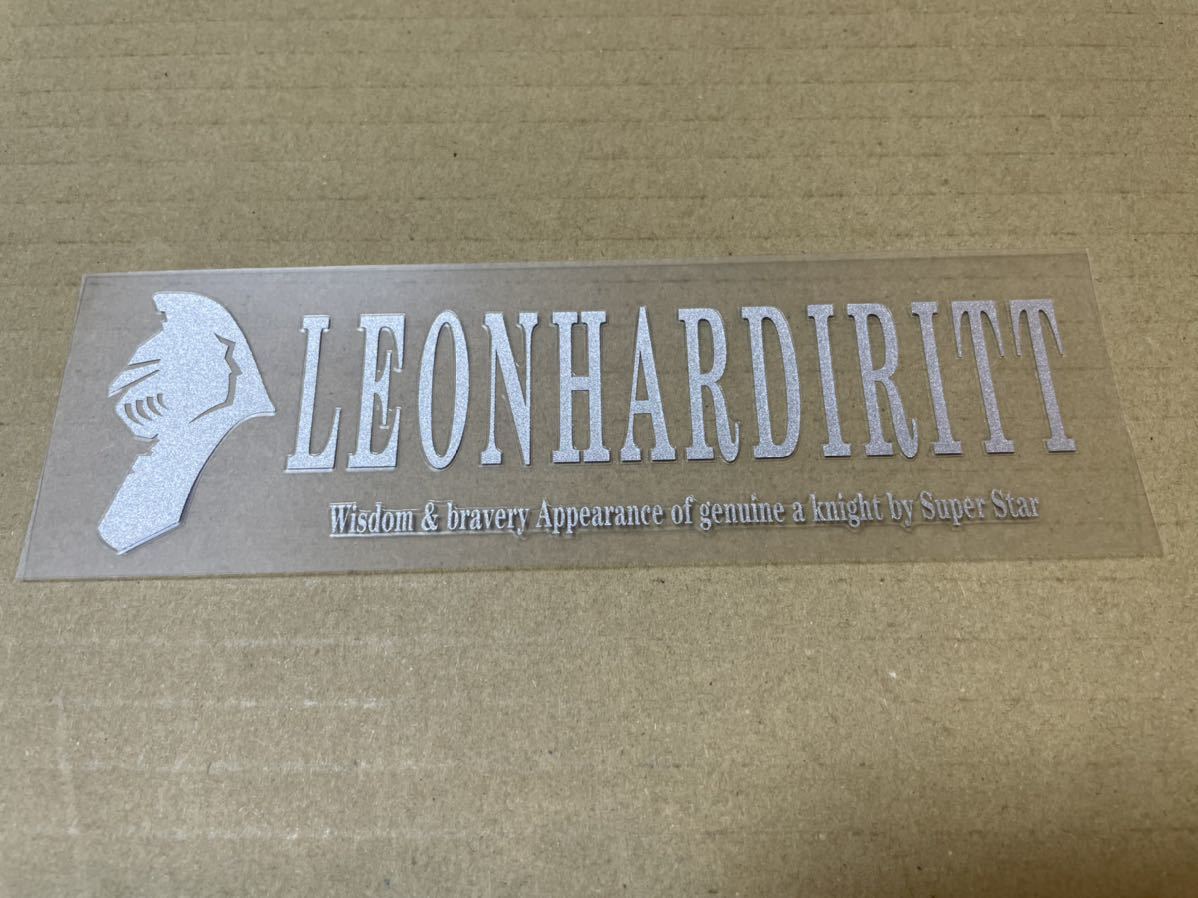 LEONHARDIRITT
Wisdom & bravery Appearance of genuine a knight by Super Star